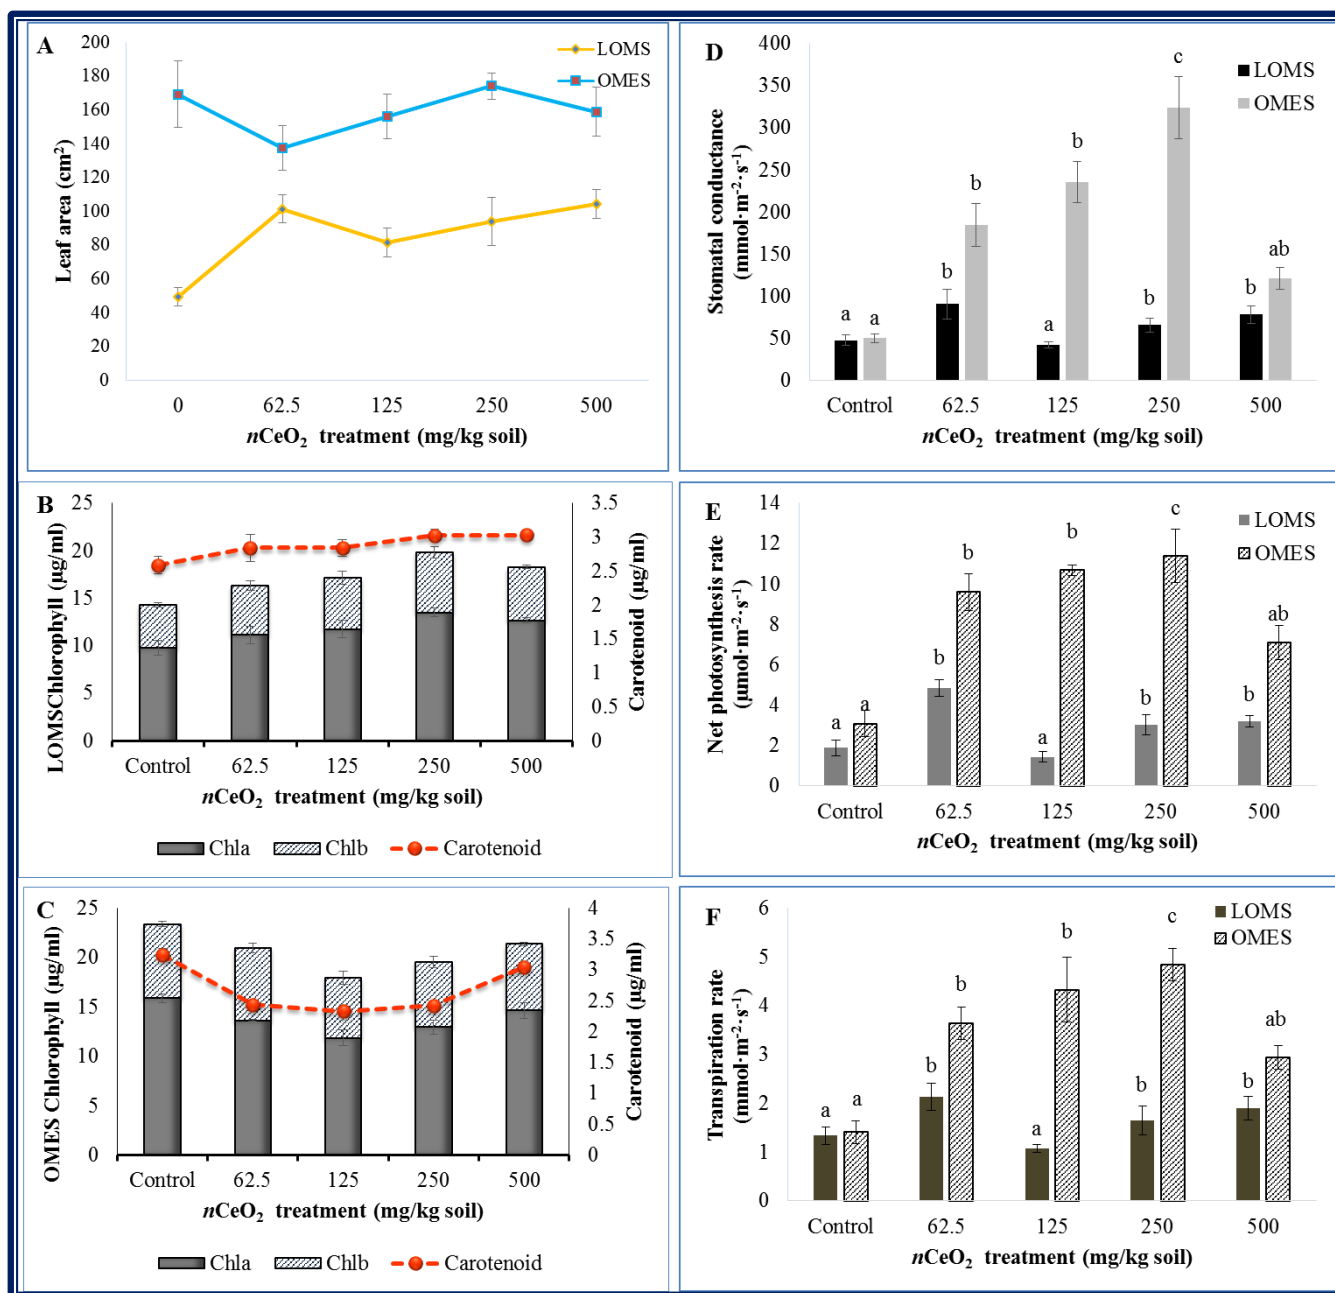 A
200
180
160
140
120
100
80
60
40
20
0
Leaf area (cm²)
LOMS
OMES
0 62.5 125 250 500
nCeO₂ treatment (mg/kg soil)
B
25
20
15
10
5
0
LOMSChlorophyll (µg/ml)
3.5
3
2.5
2
1.5
1
0.5
0
Carotenoid (µg/ml)
Control 62.5 125 250 500
nCeO₂ treatment (mg/kg soil)
Chla Chlb Carotenoid
C
25
20
15
10
5
0
OMES Chlorophyll (µg/ml)
4
3.5
3
2.5
2
1.5
1
0.5
0
Carotenoid (µg/ml)
Control 62.5 125 250 500
nCeO₂ treatment (mg/kg soil)
Chla Chlb Carotenoid
D
400
350
300
250
200
150
100
50
0
Stomatal conductance
(mmol·m⁻²·s⁻¹)
LOMS
OMES
a a b b a b b c b ab
Control 62.5 125 250 500
nCeO₂ treatment (mg/kg soil)
E
14
12
10
8
6
4
2
0
Net photosynthesis rate
(µmol·m⁻²·s⁻¹)
LOMS
OMES
a a b b a b b c b ab
Control 62.5 125 250 500
nCeO₂ treatment (mg/kg soil)
F
6
5
4
3
2
1
0
Transpiration rate
(mmol·m⁻²·s⁻¹)
LOMS
OMES
a a b b a b b c b ab
Control 62.5 125 250 500
nCeO₂ treatment (mg/kg soil)